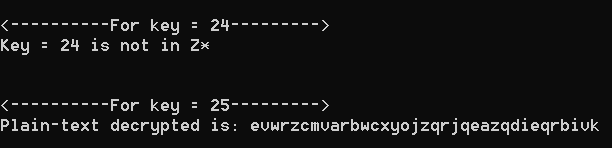 <----------For key = 24--------->
Key = 24 is not in Z*
<----------For key = 25--------->
Plain-text decrypted is: evwrzcmvarbwcxyojzqrjqeazqdieqrbivk